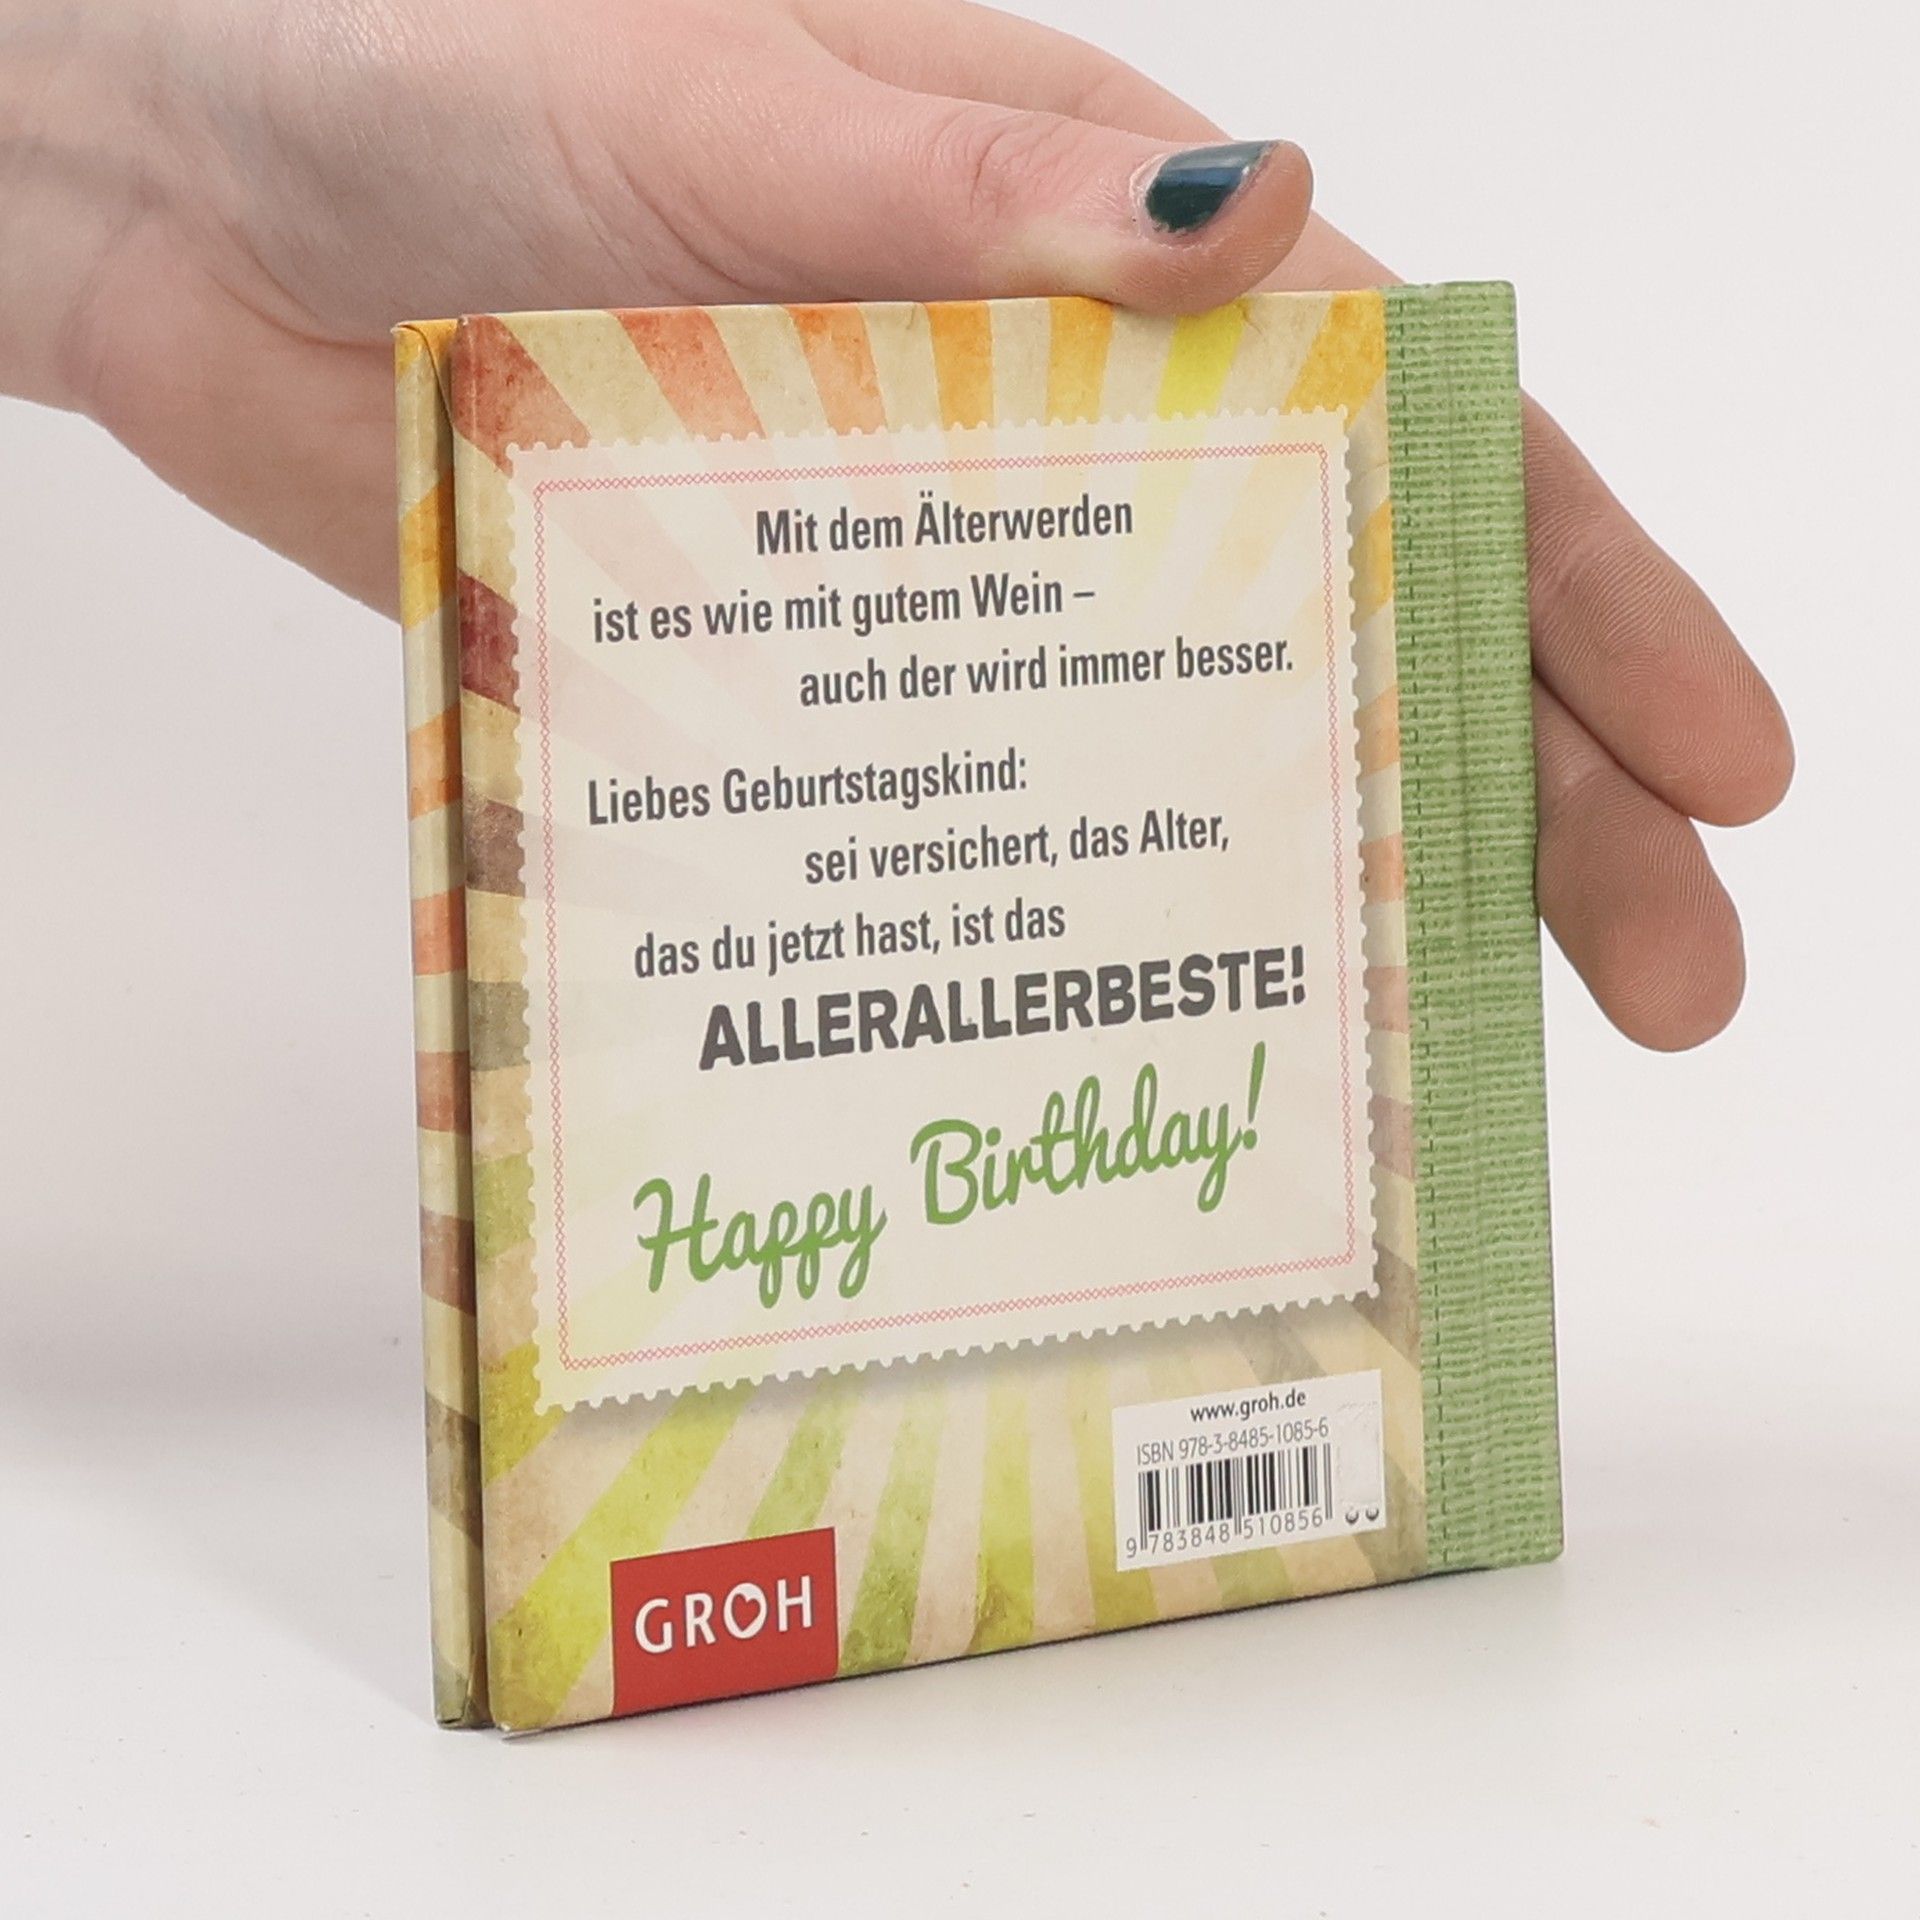 Mit dem Älterwerden
ist es wie mit gutem Wein –
auch der wird immer besser.
Liebes Geburtstagskind:
sei versichert, das Alter,
das du jetzt hast, ist das
ALLERALLERBESTE!
Happy Birthday!
www.groh.de
ISBN 978-3-8485-1085-6
9 783848 510856
GROH